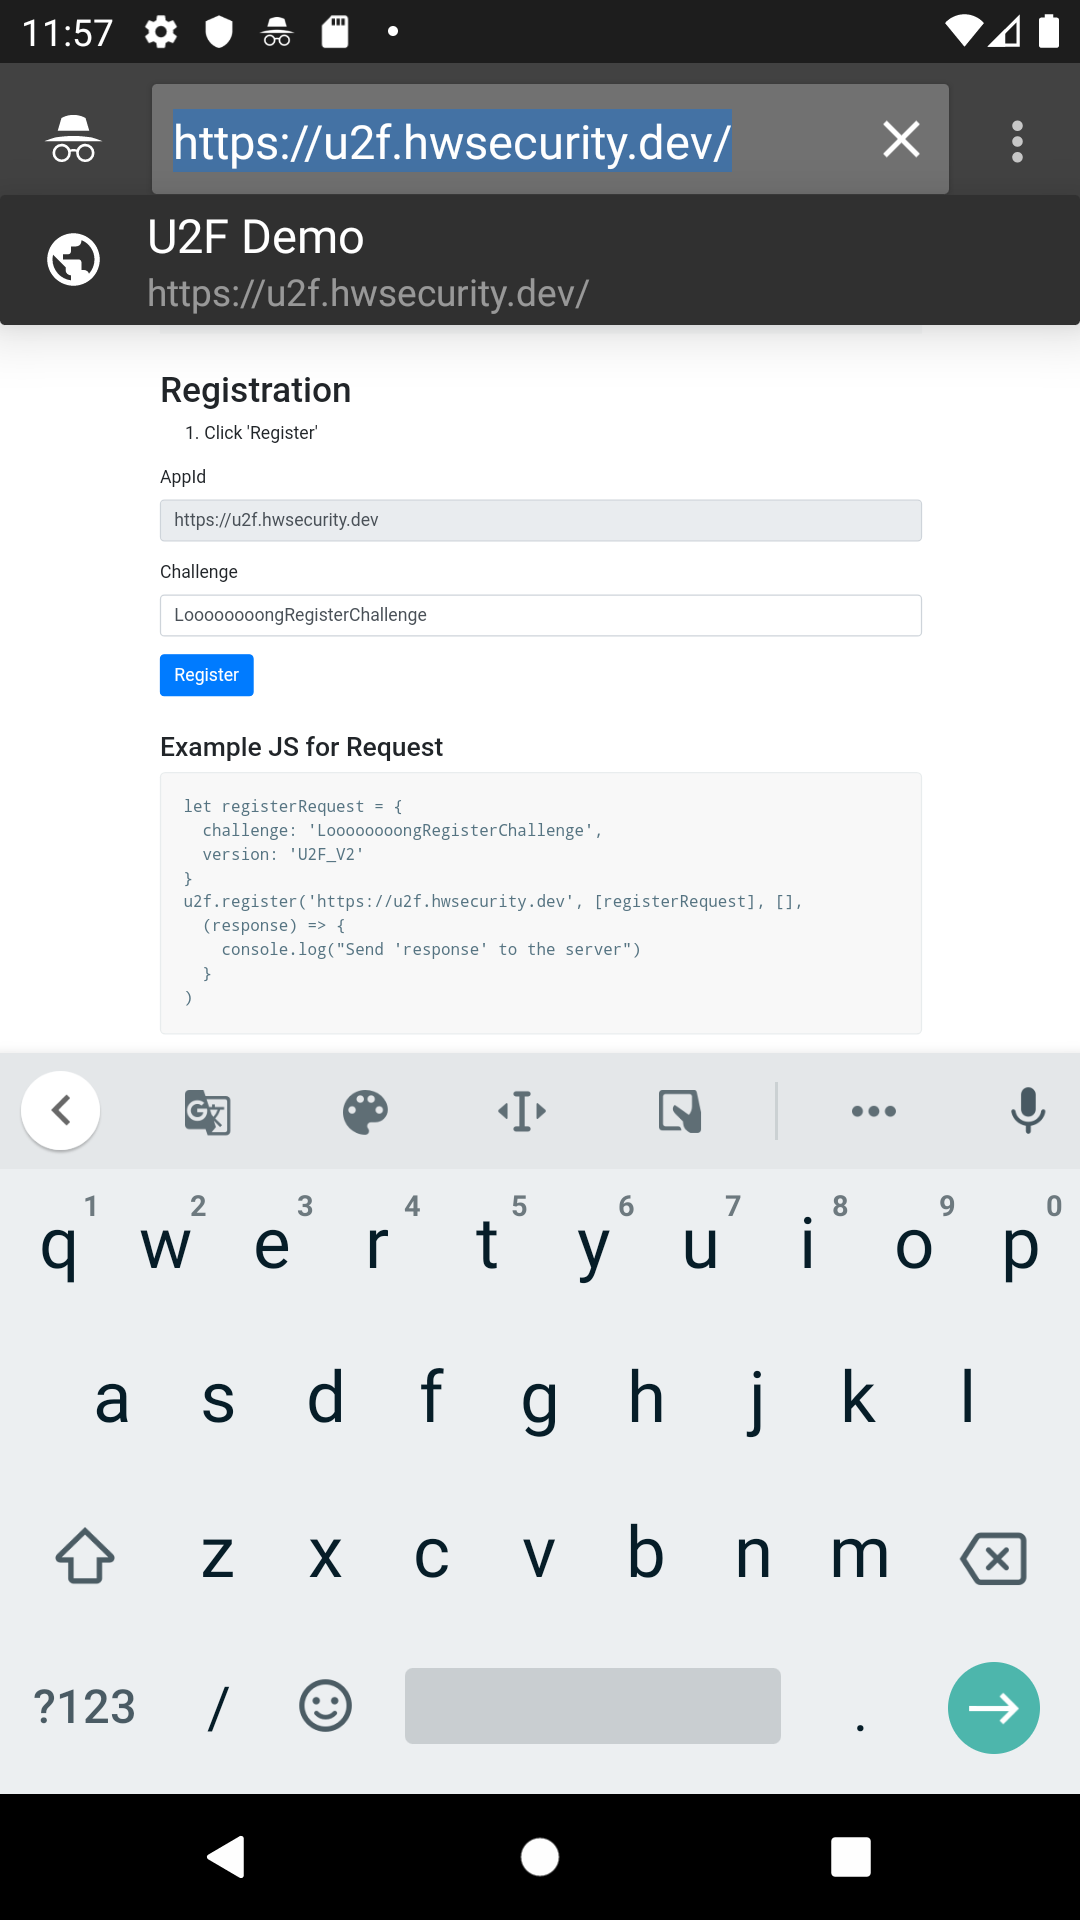 11:57
https://u2f.hwsecurity.dev/
U2F Demo
https://u2f.hwsecurity.dev/
Registration
1. Click 'Register'
AppId
https://u2f.hwsecurity.dev
Challenge
LoooooooongRegisterChallenge
Register
Example JS for Request
let registerRequest = {
  challenge: 'LoooooooongRegisterChallenge',
  version: 'U2F_V2'
}
u2f.register('https://u2f.hwsecurity.dev', [registerRequest], [],
  (response) => {
    console.log("Send 'response' to the server")
  }
)
1 2 3 4 5 6 7 8 9 0
q w e r t y u i o p
a s d f g h j k l
z x c v b n m
?123 / .